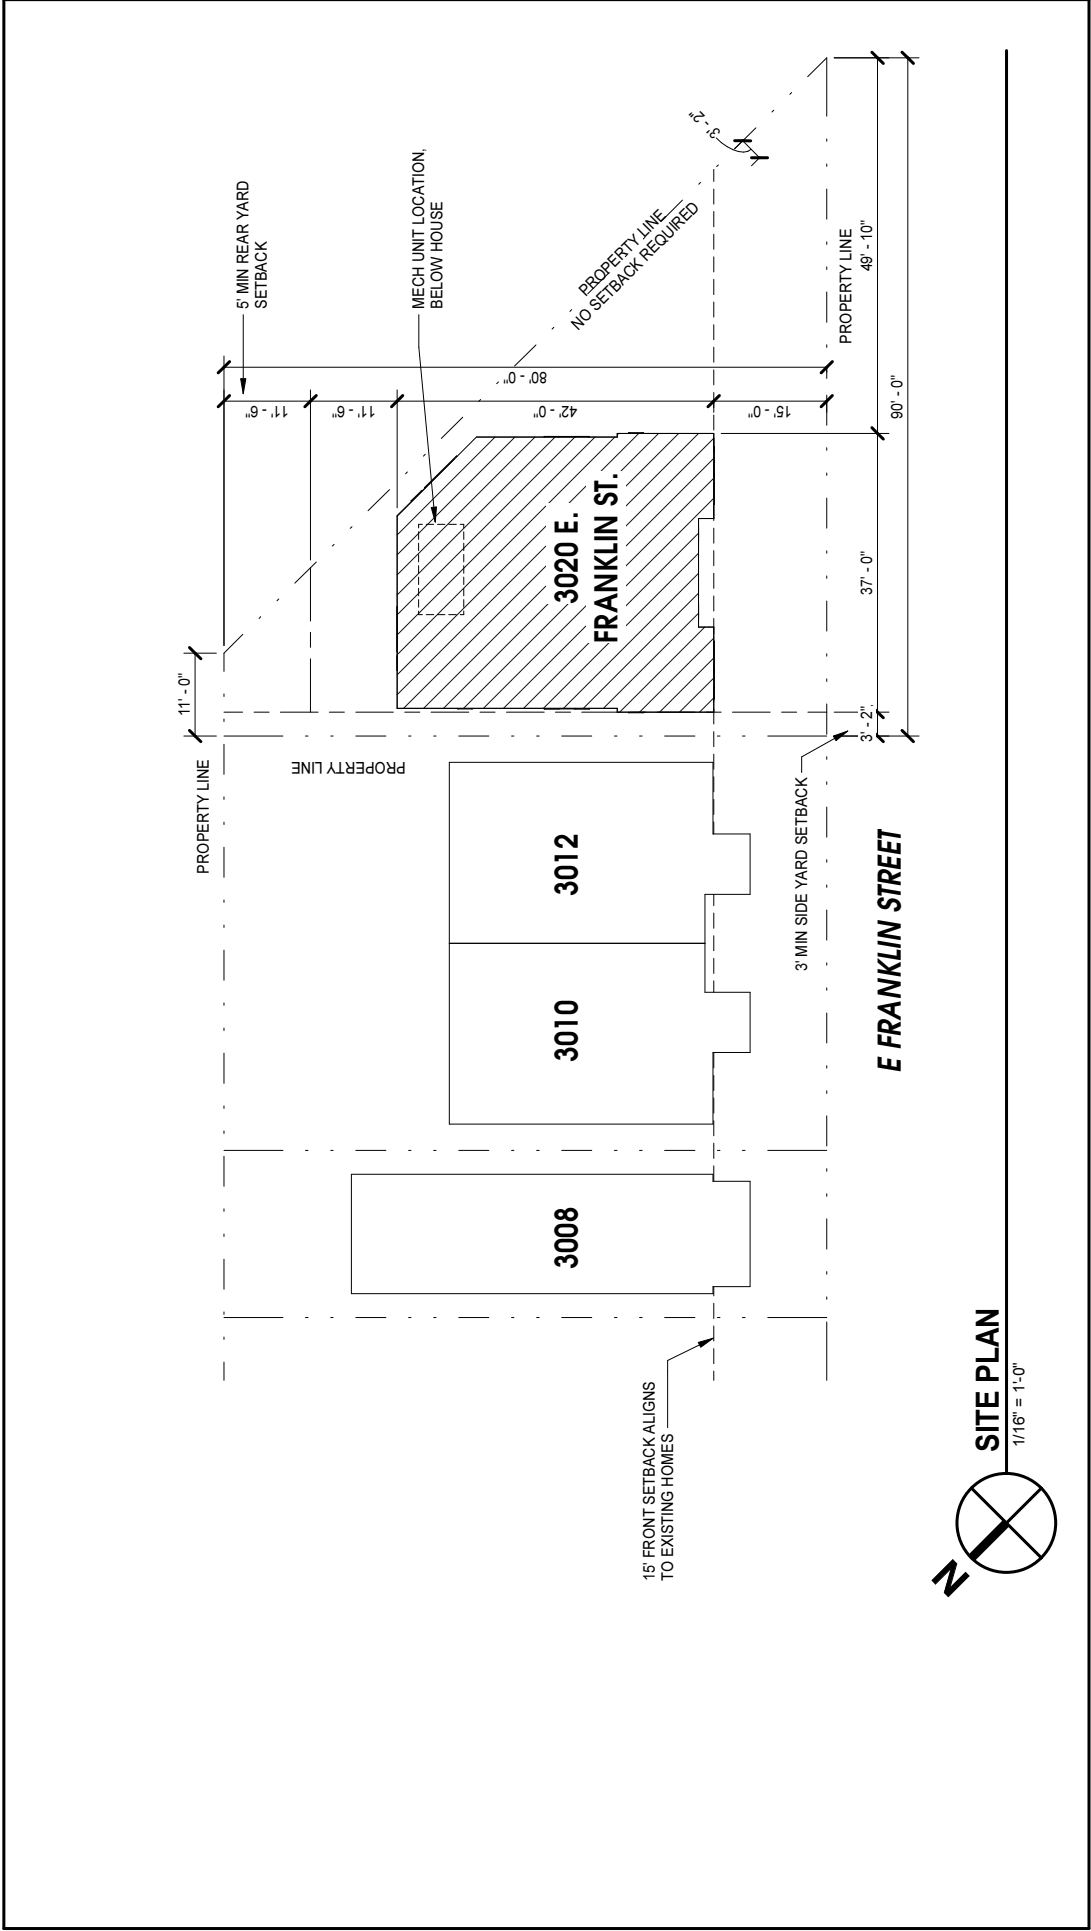 5' MIN REAR YARD
SETBACK
MECH UNIT LOCATION,
BELOW HOUSE
PROPERTY LINE
11' - 0"
PROPERTY LINE
11' - 6"
11' - 6"
80' - 0"
42' - 0"
15' - 0"
PROPERTY LINE
NO SETBACK REQUIRED
3' - 2"
3020 E.
FRANKLIN ST.
3012
3010
3008
PROPERTY LINE
49' - 10"
37' - 0"
3' - 2"
90' - 0"
3' MIN SIDE YARD SETBACK
15' FRONT SETBACK ALIGNS
TO EXISTING HOMES
E FRANKLIN STREET
N
SITE PLAN
1/16" = 1'-0"